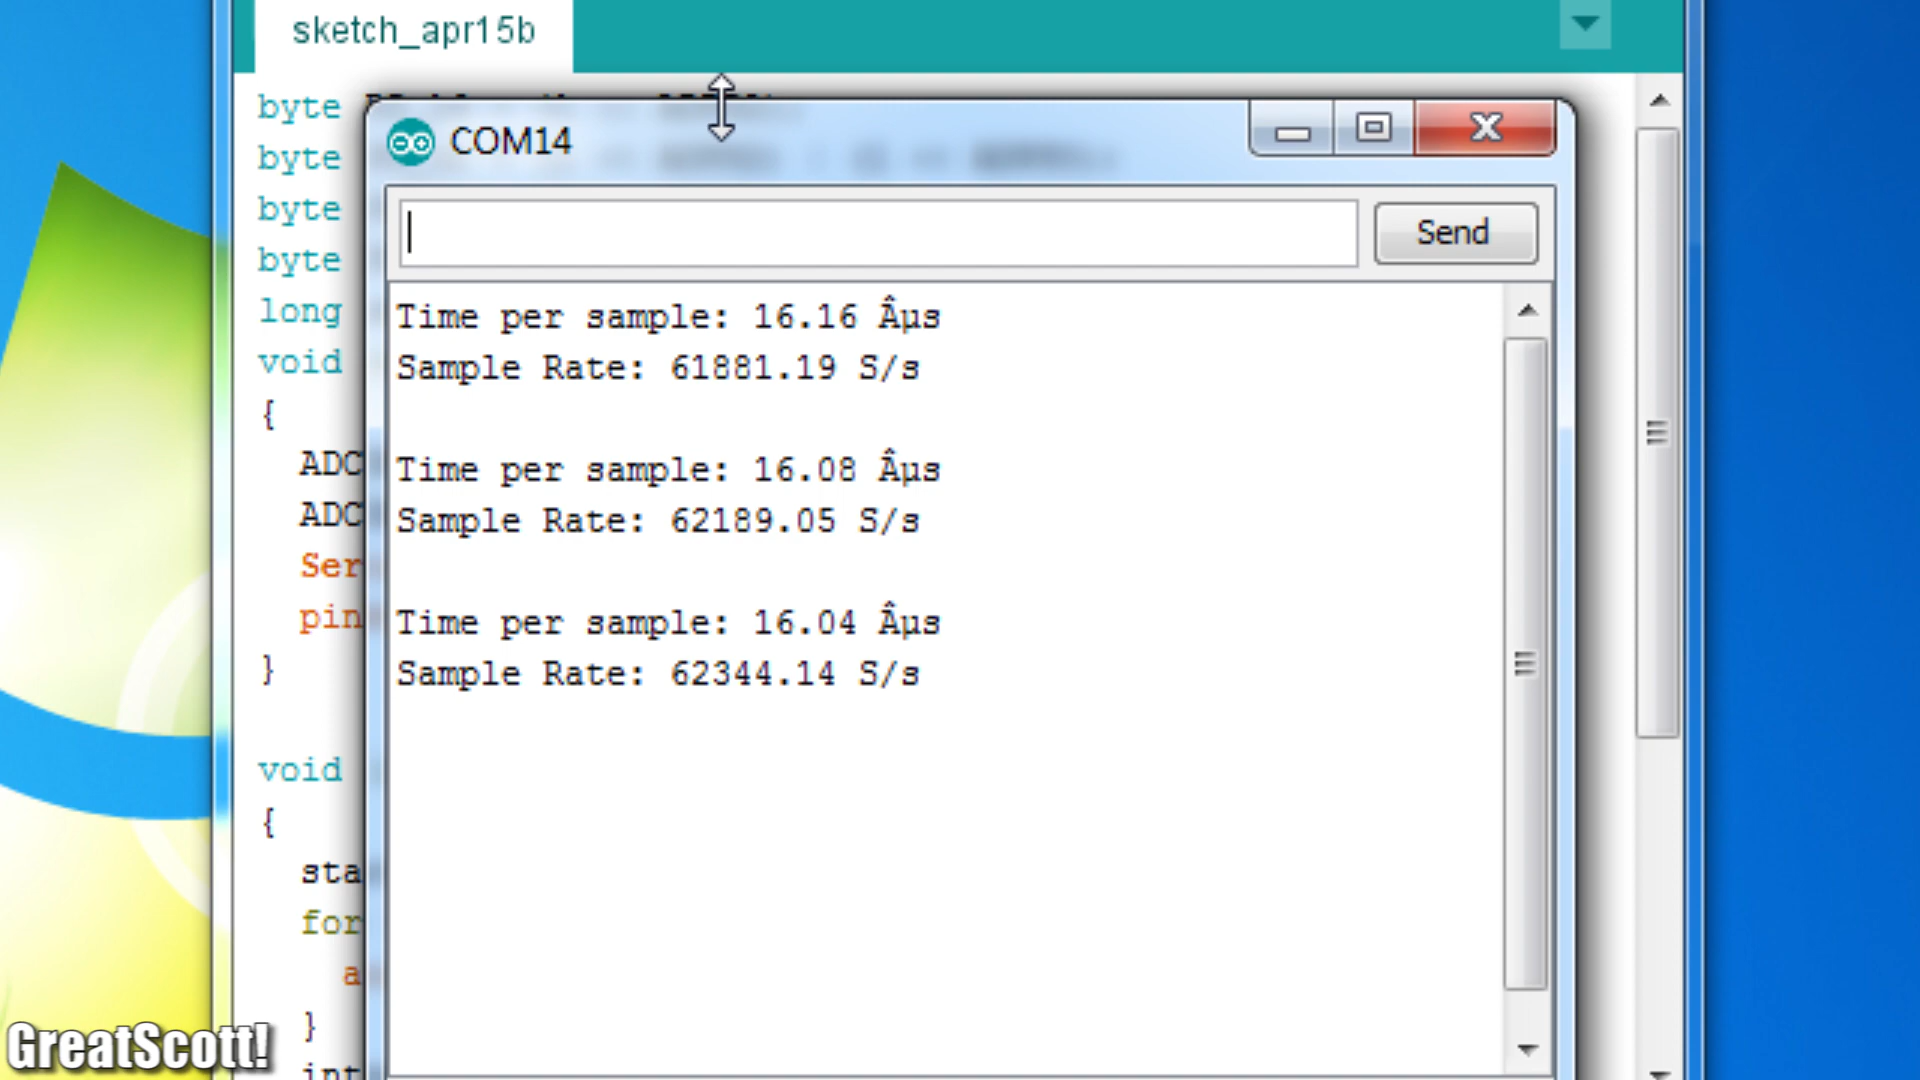 sketch_apr15b
byte
byte
byte
byte
long
void
{
ADC
ADC
Ser
pin
}
void
{
sta
for
a
}
int
COM14
Send
Time per sample: 16.16 Âµs
Sample Rate: 61881.19 S/s
Time per sample: 16.08 Âµs
Sample Rate: 62189.05 S/s
Time per sample: 16.04 Âµs
Sample Rate: 62344.14 S/s
GreatScott!